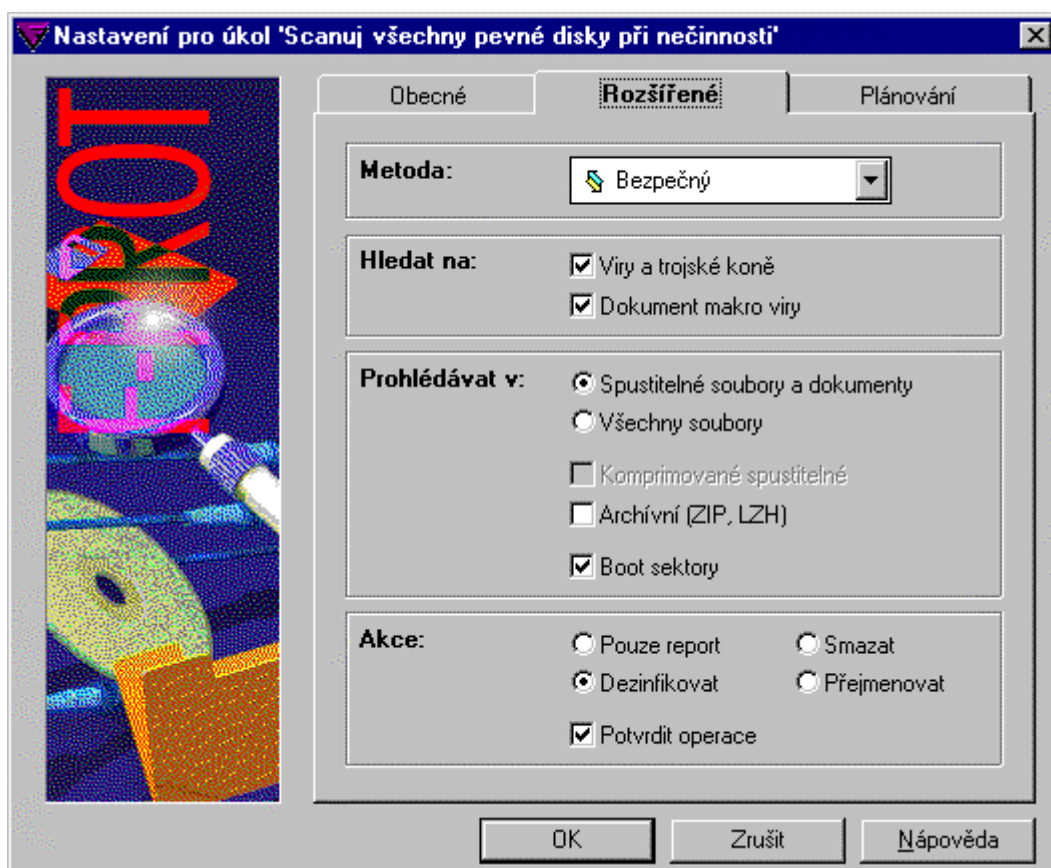 Nastavení pro úkol 'Scanuj všechny pevné disky při nečinnosti'
F-PROT
Obecné
Rozšířené
Plánování
Metoda:
Bezpečný
Hledat na:
Viry a trojské koně
Dokument makro viry
Prohlédávat v:
Spustitelné soubory a dokumenty
Všechny soubory
Komprimované spustitelné
Archívní (ZIP, LZH)
Boot sektory
Akce:
Pouze report
Smazat
Dezinfikovat
Přejmenovat
Potvrdit operace
OK
Zrušit
Nápověda